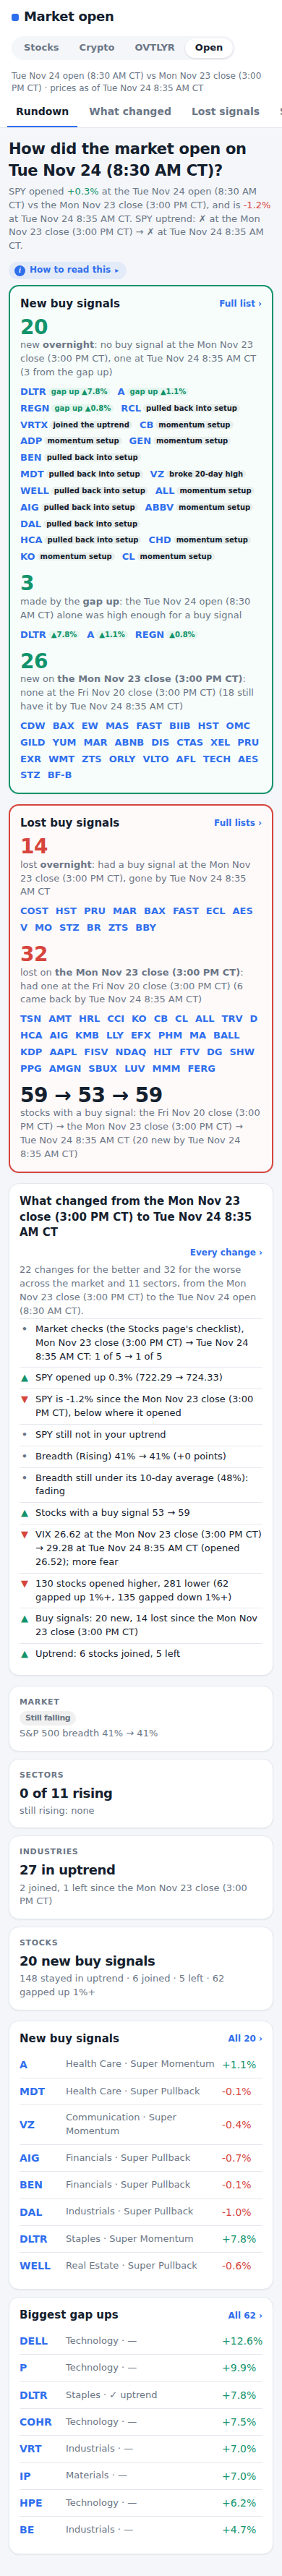 Market open
Stocks Crypto OVTLYR Open
Tue Nov 24 open (8:30 AM CT) vs Mon Nov 23 close (3:00
PM CT) · prices as of Tue Nov 24 8:35 AM CT
Rundown What changed Lost signals
How did the market open on
Tue Nov 24 (8:30 AM CT)?
SPY opened +0.3% at the Tue Nov 24 open (8:30 AM
CT) vs the Mon Nov 23 close (3:00 PM CT), and is -1.2%
at Tue Nov 24 8:35 AM CT. SPY uptrend: ✗ at the Mon
Nov 23 close (3:00 PM CT) → ✗ at Tue Nov 24 8:35 AM
CT.
i How to read this ▸
New buy signals Full list ›
20
new overnight: no buy signal at the Mon Nov 23
close (3:00 PM CT), one at Tue Nov 24 8:35 AM CT
(3 from the gap up)
DLTR gap up ▲7.8% A gap up ▲1.1%
REGN gap up ▲0.8% RCL pulled back into setup
VRTX joined the uptrend CB momentum setup
ADP momentum setup GEN momentum setup
BEN pulled back into setup
MDT pulled back into setup VZ broke 20-day high
WELL pulled back into setup ALL momentum setup
AIG pulled back into setup ABBV momentum setup
DAL pulled back into setup
HCA pulled back into setup CHD momentum setup
KO momentum setup CL momentum setup
3
made by the gap up: the Tue Nov 24 open (8:30
AM CT) alone was high enough for a buy signal
DLTR ▲7.8% A ▲1.1% REGN ▲0.8%
26
new on the Mon Nov 23 close (3:00 PM CT):
none at the Fri Nov 20 close (3:00 PM CT) (18 still
have it by Tue Nov 24 8:35 AM CT)
CDW BAX EW MAS FAST BIIB HST OMC
GILD YUM MAR ABNB DIS CTAS XEL PRU
EXR WMT ZTS ORLY VLTO AFL TECH AES
STZ BF-B
Lost buy signals Full lists ›
14
lost overnight: had a buy signal at the Mon Nov
23 close (3:00 PM CT), gone by Tue Nov 24 8:35
AM CT
COST HST PRU MAR BAX FAST ECL AES
V MO STZ BR ZTS BBY
32
lost on the Mon Nov 23 close (3:00 PM CT):
had one at the Fri Nov 20 close (3:00 PM CT) (6
came back by Tue Nov 24 8:35 AM CT)
TSN AMT HRL CCI KO CB CL ALL TRV D
HCA AIG KMB LLY EFX PHM MA BALL
KDP AAPL FISV NDAQ HLT FTV DG SHW
PPG AMGN SBUX LUV MMM FERG
59 → 53 → 59
stocks with a buy signal: the Fri Nov 20 close (3:00
PM CT) → the Mon Nov 23 close (3:00 PM CT) →
Tue Nov 24 8:35 AM CT (20 new by Tue Nov 24
8:35 AM CT)
What changed from the Mon Nov 23
close (3:00 PM CT) to Tue Nov 24 8:35
AM CT
Every change ›
22 changes for the better and 32 for the worse
across the market and 11 sectors, from the Mon
Nov 23 close (3:00 PM CT) to the Tue Nov 24 open
(8:30 AM CT).
• Market checks (the Stocks page's checklist),
Mon Nov 23 close (3:00 PM CT) → Tue Nov 24
8:35 AM CT: 1 of 5 → 1 of 5
▲ SPY opened up 0.3% (722.29 → 724.33)
▼ SPY is -1.2% since the Mon Nov 23 close (3:00
PM CT), below where it opened
• SPY still not in your uptrend
• Breadth (Rising) 41% → 41% (+0 points)
• Breadth still under its 10-day average (48%):
fading
▲ Stocks with a buy signal 53 → 59
▼ VIX 26.62 at the Mon Nov 23 close (3:00 PM CT)
→ 29.28 at Tue Nov 24 8:35 AM CT (opened
26.52); more fear
▼ 130 stocks opened higher, 281 lower (62
gapped up 1%+, 135 gapped down 1%+)
▲ Buy signals: 20 new, 14 lost since the Mon Nov
23 close (3:00 PM CT)
▲ Uptrend: 6 stocks joined, 5 left
MARKET
Still falling
S&P 500 breadth 41% → 41%
SECTORS
0 of 11 rising
still rising: none
INDUSTRIES
27 in uptrend
2 joined, 1 left since the Mon Nov 23 close (3:00
PM CT)
STOCKS
20 new buy signals
148 stayed in uptrend · 6 joined · 5 left · 62
gapped up 1%+
New buy signals All 20 ›
A Health Care · Super Momentum +1.1%
MDT Health Care · Super Pullback -0.1%
VZ Communication · Super
Momentum -0.4%
AIG Financials · Super Pullback -0.7%
BEN Financials · Super Pullback -0.1%
DAL Industrials · Super Pullback -1.0%
DLTR Staples · Super Momentum +7.8%
WELL Real Estate · Super Pullback -0.6%
Biggest gap ups All 62 ›
DELL Technology · — +12.6%
P Technology · — +9.9%
DLTR Staples · ✓ uptrend +7.8%
COHR Technology · — +7.5%
VRT Industrials · — +7.0%
IP Materials · — +7.0%
HPE Technology · — +6.2%
BE Industrials · — +4.7%